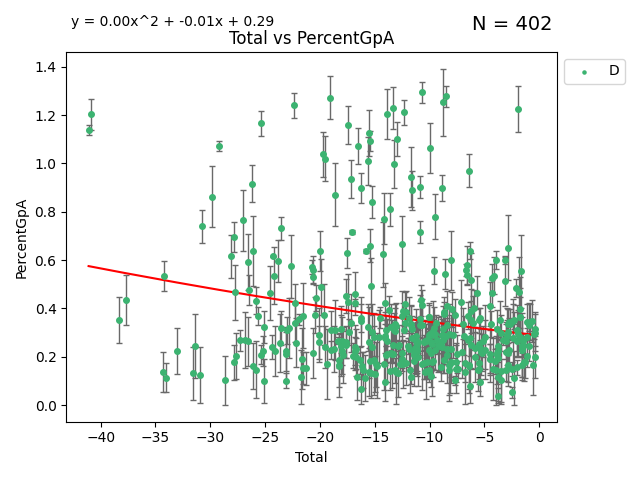 y = 0.00x^2 + -0.01x + 0.29
N = 402
Total vs PercentGpA
D
PercentGpA
1.4
1.2
1.0
0.8
0.6
0.4
0.2
0.0
−40 −35 −30 −25 −20 −15 −10 −5 0
Total